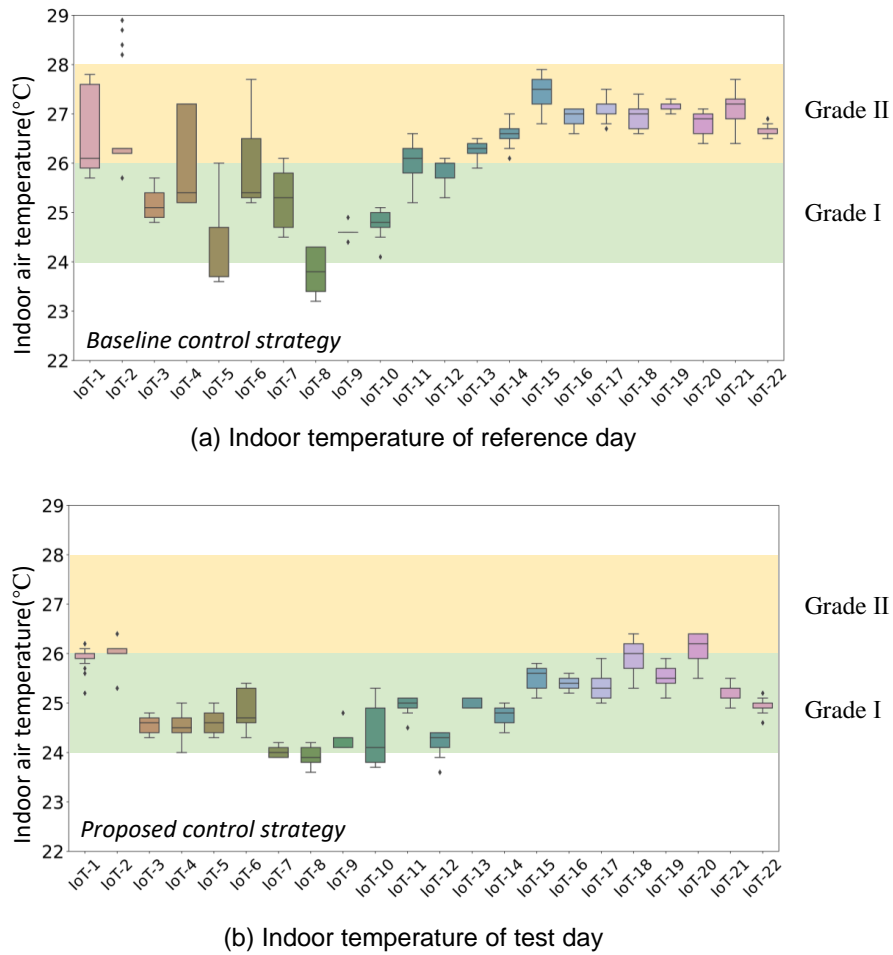 29
28
27
26
25
24
23
22
Indoor air temperature(°C)
Grade II
Grade I
Baseline control strategy
IoT-1 IoT-2 IoT-3 IoT-4 IoT-5 IoT-6 IoT-7 IoT-8 IoT-9 IoT-10 IoT-11 IoT-12 IoT-13 IoT-14 IoT-15 IoT-16 IoT-17 IoT-18 IoT-19 IoT-20 IoT-21 IoT-22
(a) Indoor temperature of reference day
29
28
27
26
25
24
23
22
Indoor air temperature(°C)
Grade II
Grade I
Proposed control strategy
IoT-1 IoT-2 IoT-3 IoT-4 IoT-5 IoT-6 IoT-7 IoT-8 IoT-9 IoT-10 IoT-11 IoT-12 IoT-13 IoT-14 IoT-15 IoT-16 IoT-17 IoT-18 IoT-19 IoT-20 IoT-21 IoT-22
(b) Indoor temperature of test day